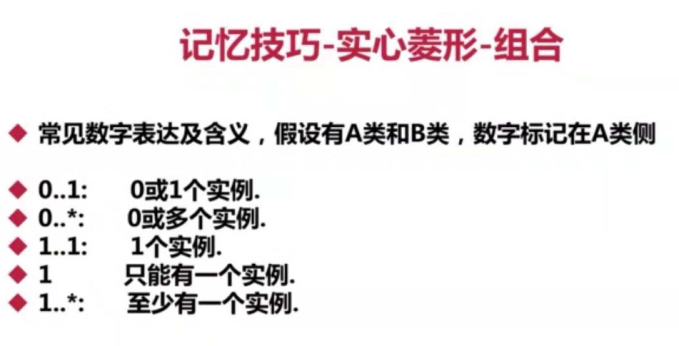 记忆技巧-实心菱形-组合
常见数字表达及含义，假设有A类和B类，数字标记在A类侧
0..1: 0或1个实例.
0..*: 0或多个实例.
1..1: 1个实例.
1 只能有一个实例.
1..*: 至少有一个实例.